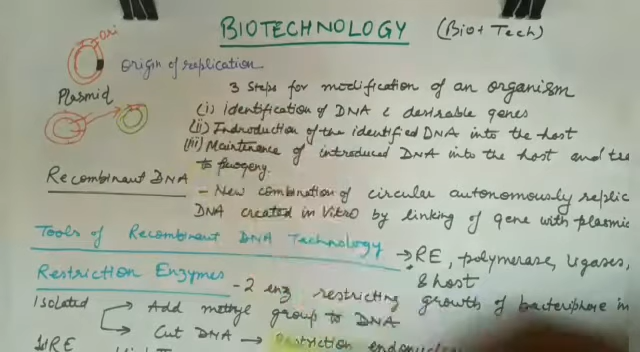 BIOTECHNOLOGY (Bio + Tech)
ori
origin of replication
Plasmid
3 Steps for modification of an organism
(i) identification of DNA & desirable genes
(ii) Indroduction of the identified DNA into the host
(iii) Maintenance of introduced DNA into the host and
to
Recombinant DNA
- New combination of circular autonomously replic
DNA created in Vitro by linking of gene with plasmid
Tools of Recombinant DNA Technology → RE, polymerase, ligases,
& host
Restriction Enzymes - 2 enz restricting growth of in
Isolated
Add methyl group to DNA
Cut DNA → Restriction
RE